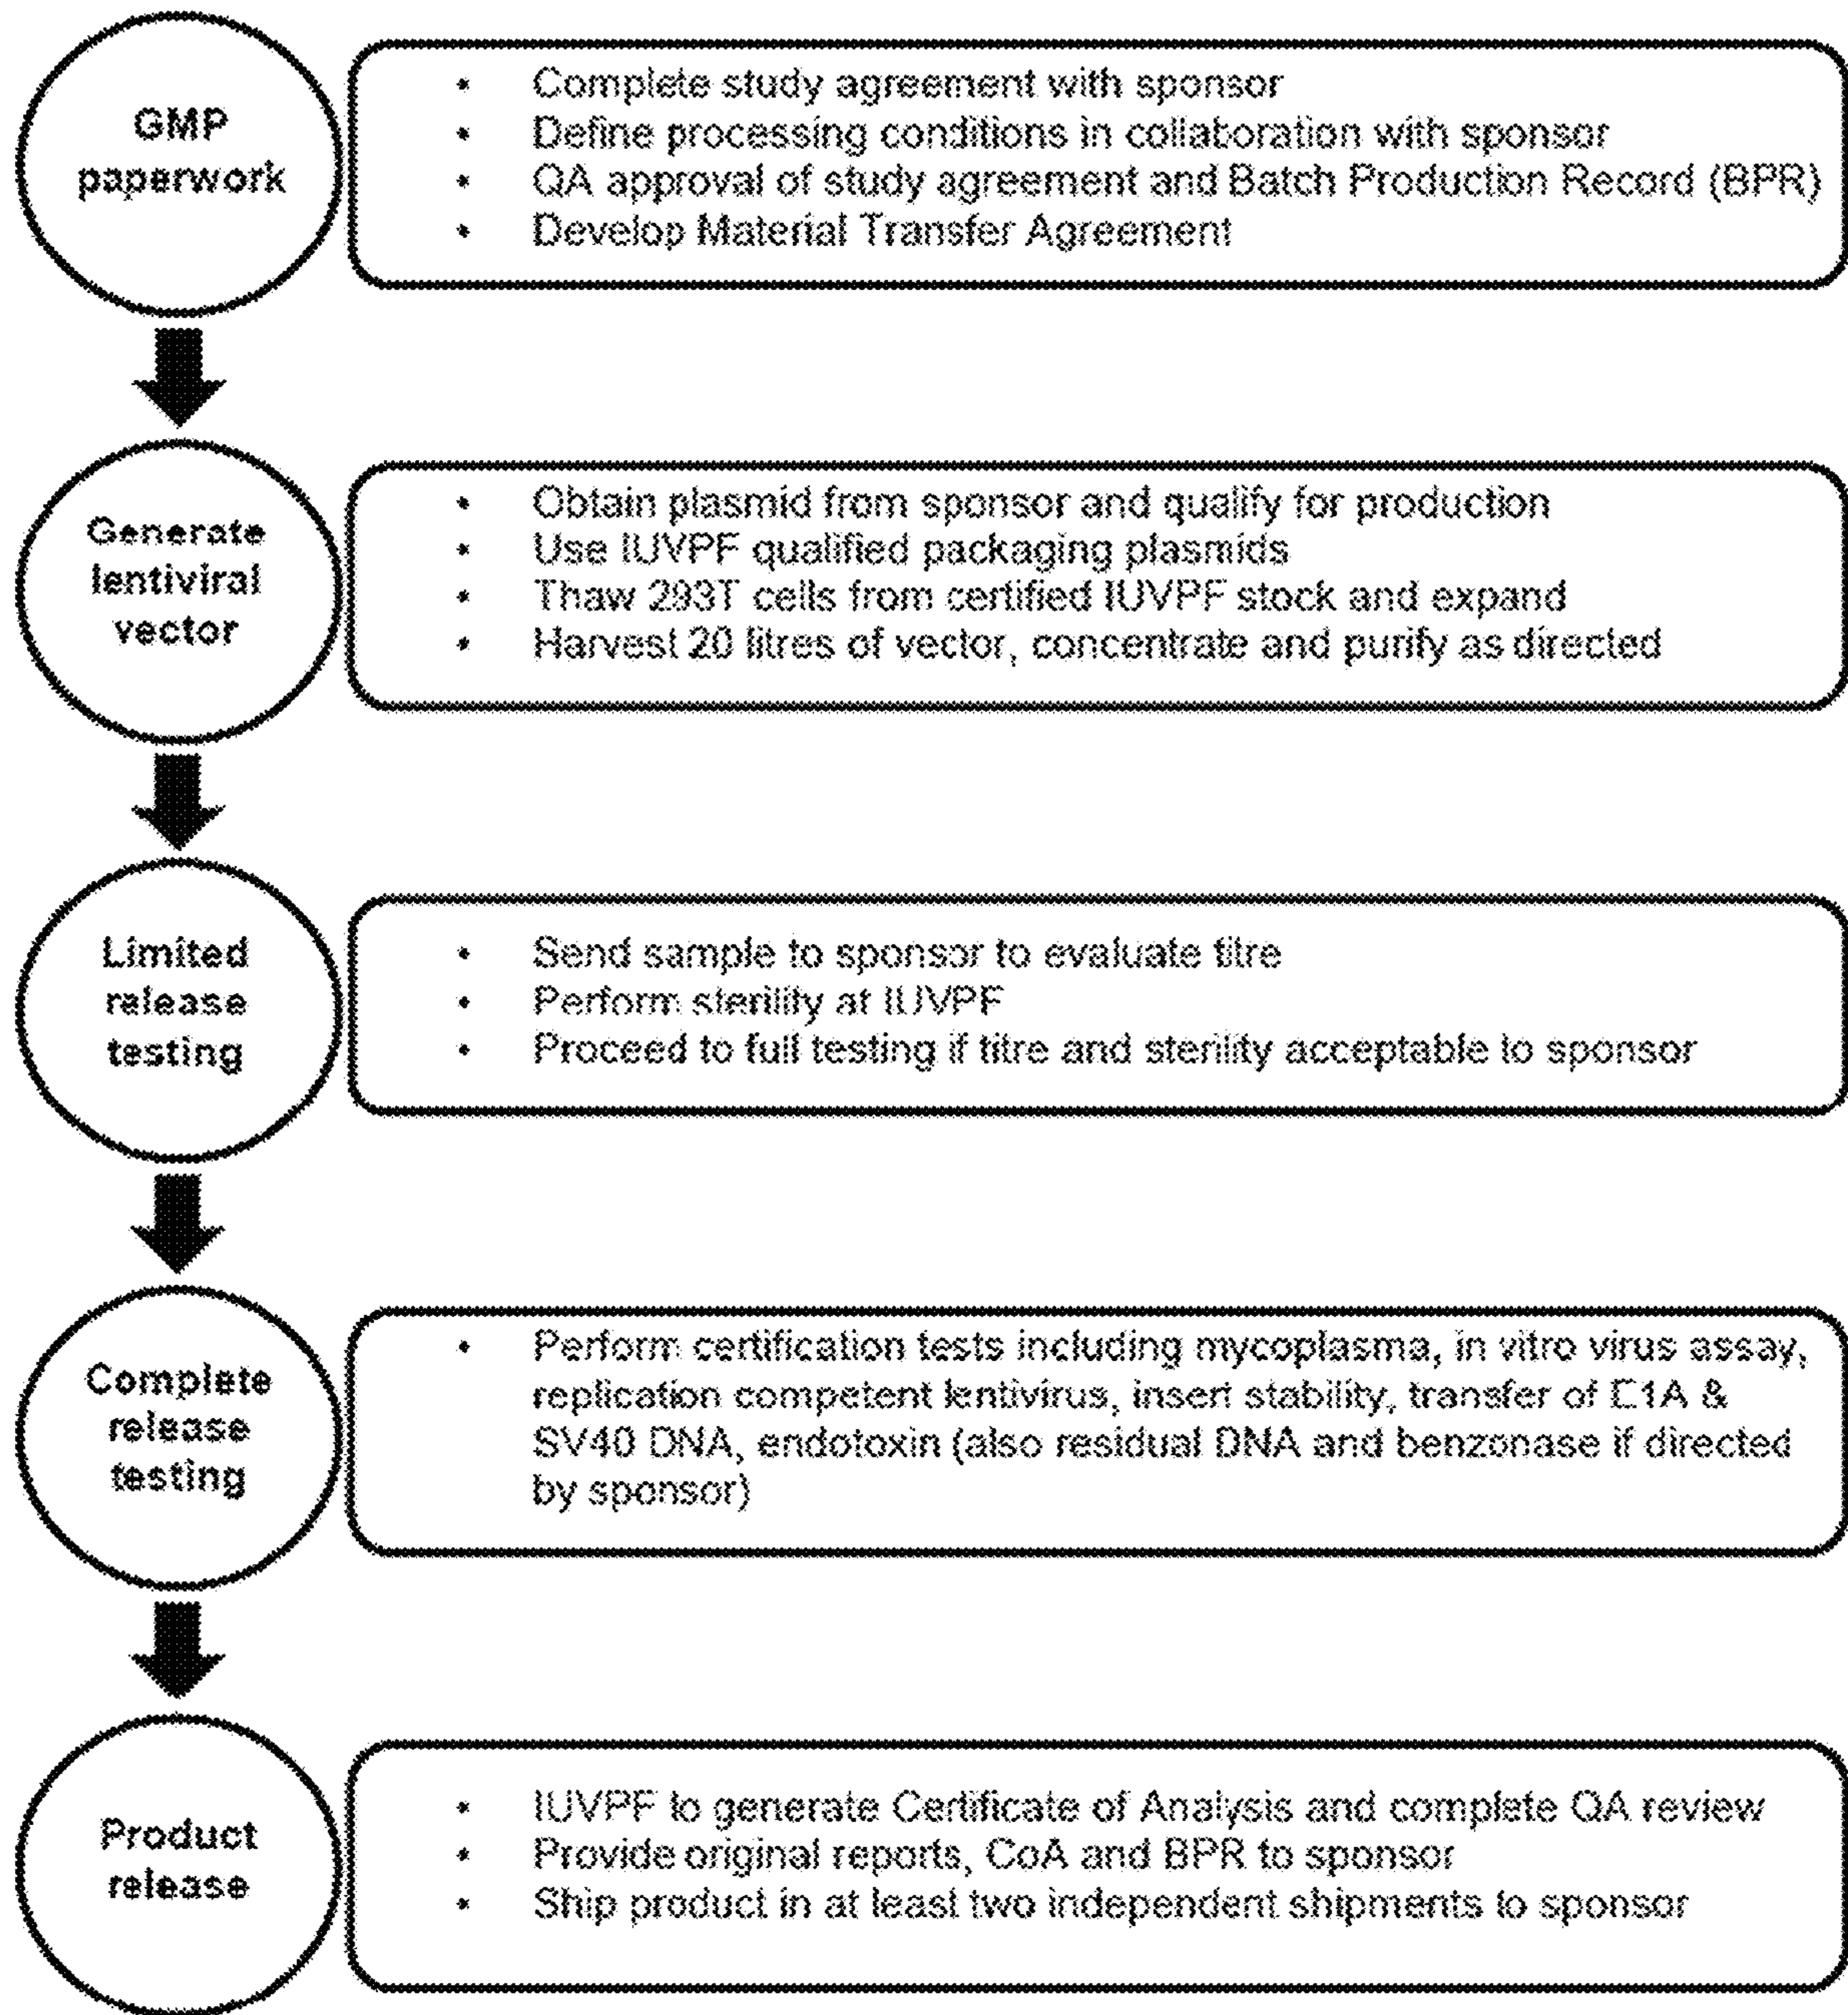 GMP
paperwork
• Complete study agreement with sponsor
• Define processing conditions in collaboration with sponsor
• QA approval of study agreement and Batch Production Record (BPR)
• Develop Material Transfer Agreement
Generate
lentiviral
vector
• Obtain plasmid from sponsor and qualify for production
• Use IUVPF qualified packaging plasmids
• Thaw 293T cells from certified IUVPF stock and expand
• Harvest 20 litres of vector, concentrate and purify as directed
Limited
release
testing
• Send sample to sponsor to evaluate titre
• Perform sterility at IUVPF
• Proceed to full testing if titre and sterility acceptable to sponsor
Complete
release
testing
• Perform certification tests including mycoplasma, in vitro virus assay,
replication competent lentivirus, insert stability, transfer of E1A &
SV40 DNA, endotoxin (also residual DNA and benzonase if directed
by sponsor)
Product
release
• IUVPF to generate Certificate of Analysis and complete QA review
• Provide original reports, CoA and BPR to sponsor
• Ship product in at least two independent shipments to sponsor